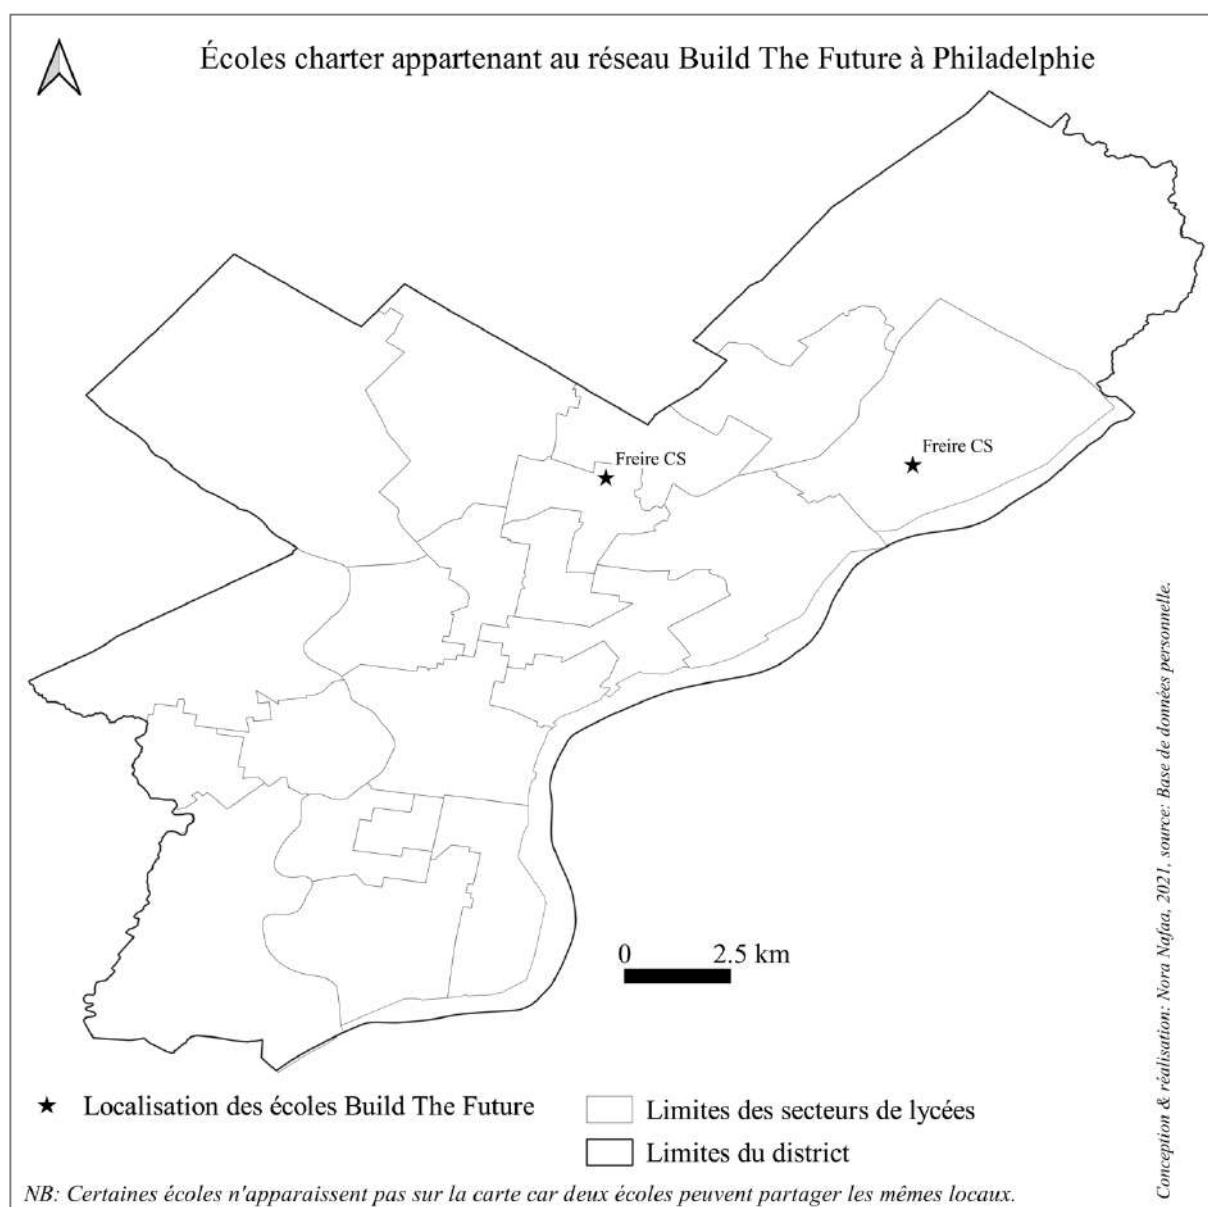 Écoles charter appartenant au réseau Build The Future à Philadelphie
Freire CS
Freire CS
0 2.5 km
Conception & réalisation: Nora Nafaa, 2021, source: Base de données personnelle.
Localisation des écoles Build The Future
Limites des secteurs de lycées
Limites du district
NB: Certaines écoles n'apparaissent pas sur la carte car deux écoles peuvent partager les mêmes locaux.